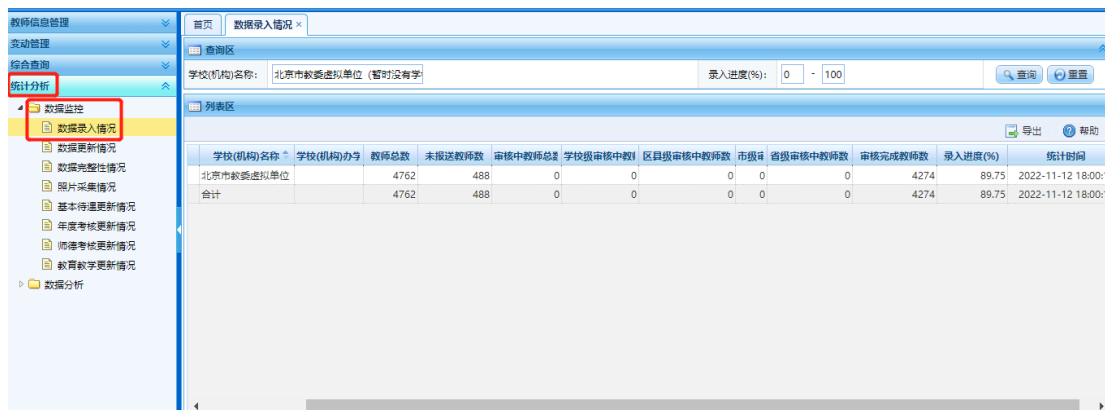 教师信息管理
变动管理
综合查询
统计分析
数据监控
数据录入情况
数据更新情况
数据完整性情况
照片采集情况
基本待遇更新情况
年度考核更新情况
师德考核更新情况
教育教学更新情况
数据分析
首页 数据录入情况 ×
查询区
学校(机构)名称: 北京市教委虚拟单位（暂时没有学 录入进度(%): 0 - 100 查询 重置
列表区
导出 帮助
学校(机构)名称 学校(机构)办学 教师总数 未报送教师数 审核中教师总数 学校级审核中教师 区县级审核中教师数 市级审 省级审核中教师数 审核完成教师数 录入进度(%) 统计时间
北京市教委虚拟单位 4762 488 0 0 0 0 0 4274 89.75 2022-11-12 18:00:
合计 4762 488 0 0 0 0 0 4274 89.75 2022-11-12 18:00: